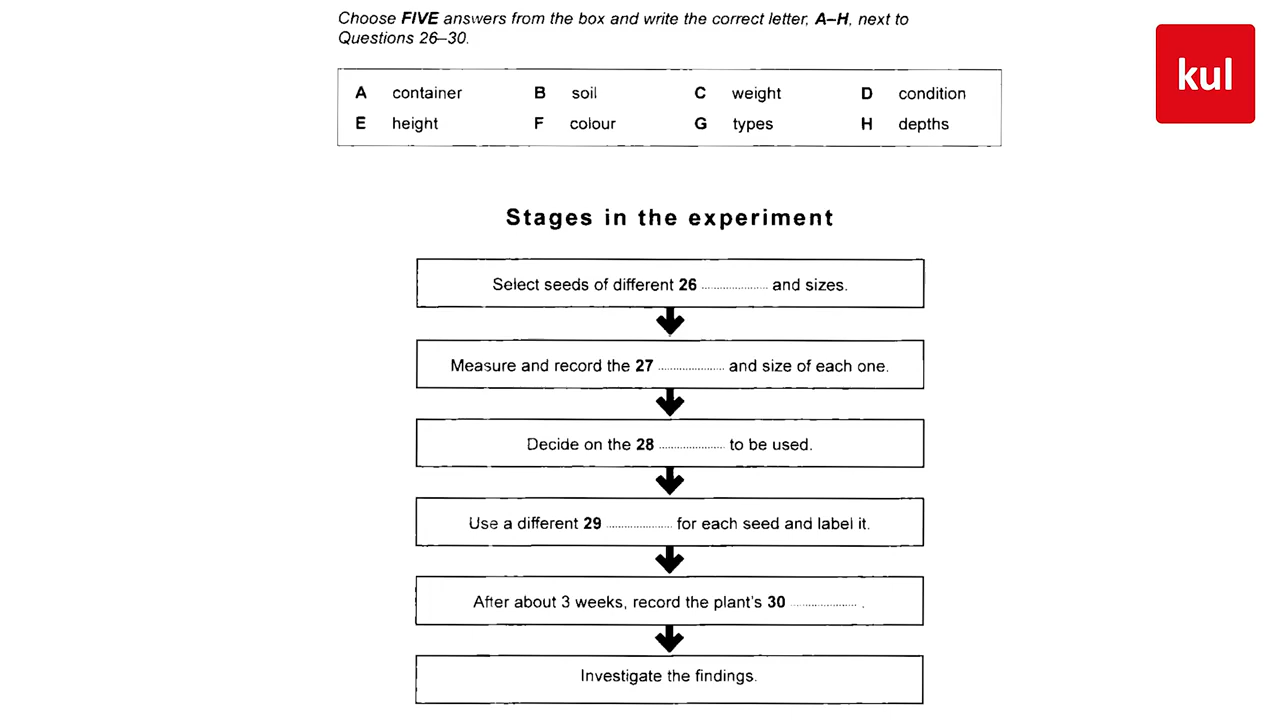 Choose FIVE answers from the box and write the correct letter, A–H, next to
Questions 26–30.
kul
A container B soil C weight D condition
E height F colour G types H depths
Stages in the experiment
Select seeds of different 26 ..................... and sizes.
Measure and record the 27 ..................... and size of each one.
Decide on the 28 ..................... to be used.
Use a different 29 ..................... for each seed and label it.
After about 3 weeks, record the plant's 30 ..................... .
Investigate the findings.